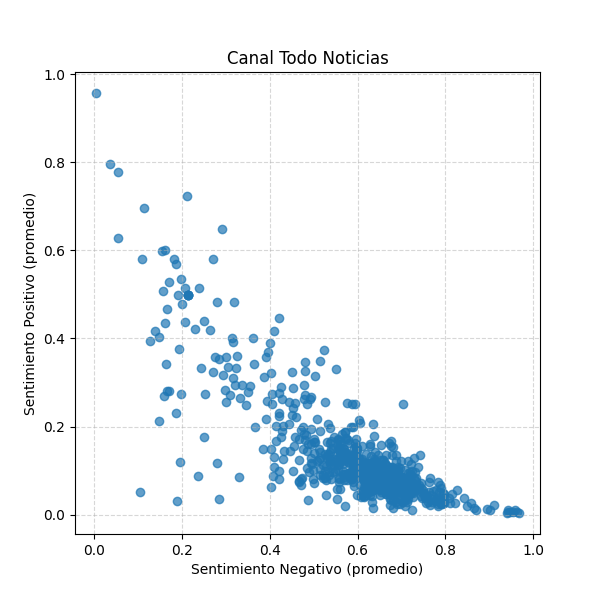 Canal Todo Noticias
1.0
0.8
0.6
0.4
0.2
0.0
Sentimiento Positivo (promedio)
0.0 0.2 0.4 0.6 0.8 1.0
Sentimiento Negativo (promedio)